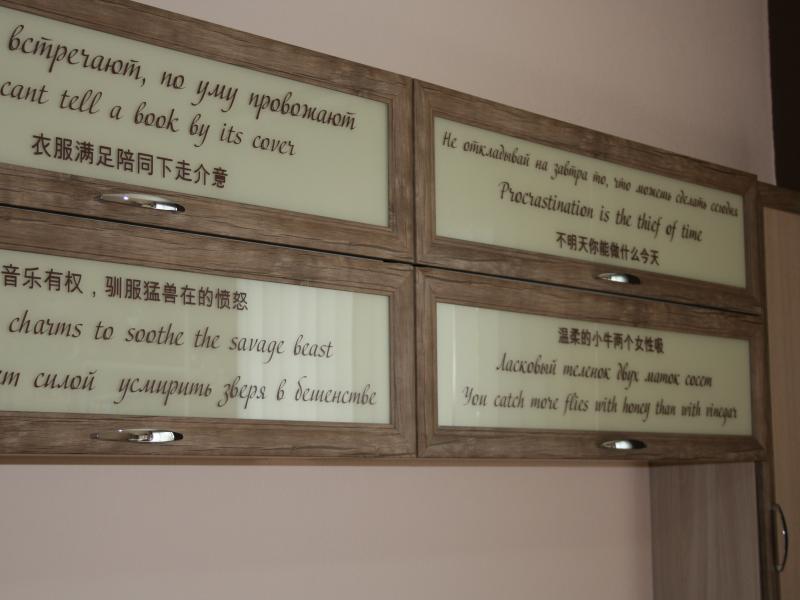 встречают, по уму провожают
cant tell a book by its cover
衣服满足陪同下走介意
Не откладывай на завтра то, что можешь сделать сегодня
Procrastination is the thief of time
不明天你能做什么今天
音乐有权，驯服猛兽在的愤怒
charms to soothe the savage beast
силой усмирить зверя в бешенстве
温柔的小牛两个女性吸
Ласковый теленок двух маток сосет
You catch more flies with honey than with vinegar